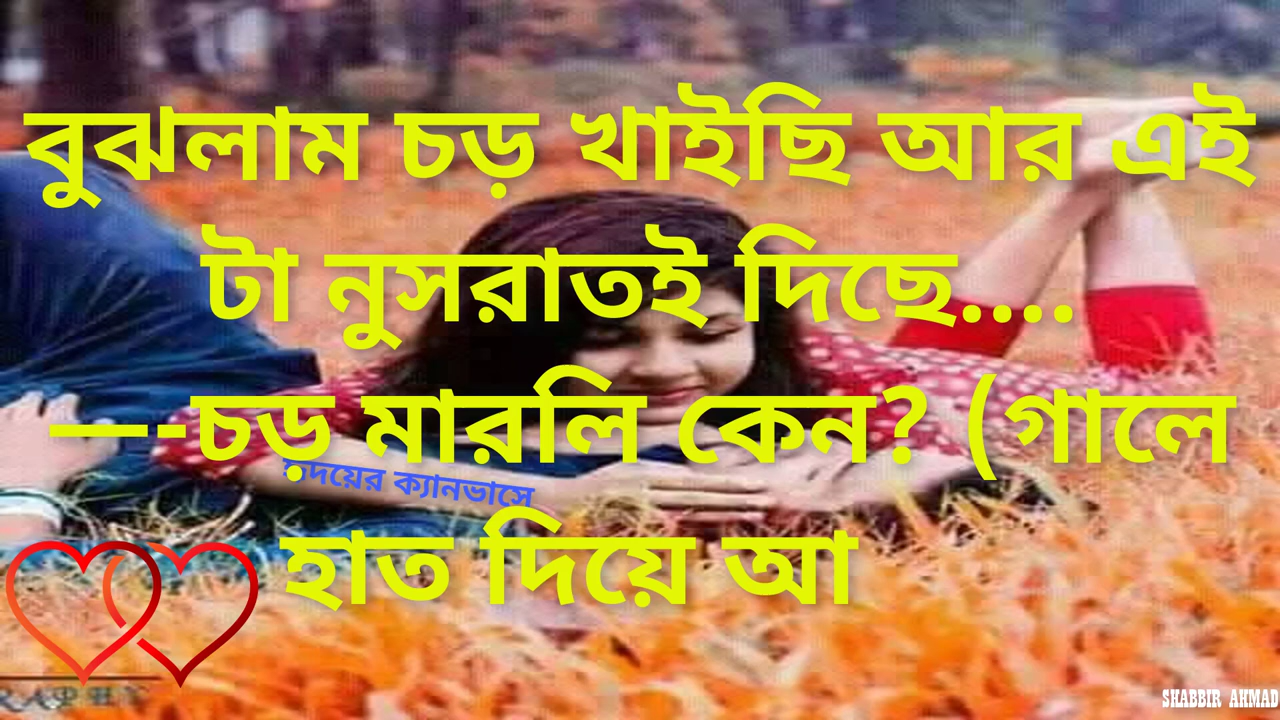 বুঝলাম চড় খাইছি আর এই
টা নুসরাতই দিছে....
—-চড় মারলি কেন? (গালে
হৃদয়ের ক্যানভাসে
হাত দিয়ে আ
SHABBIR AHMAD